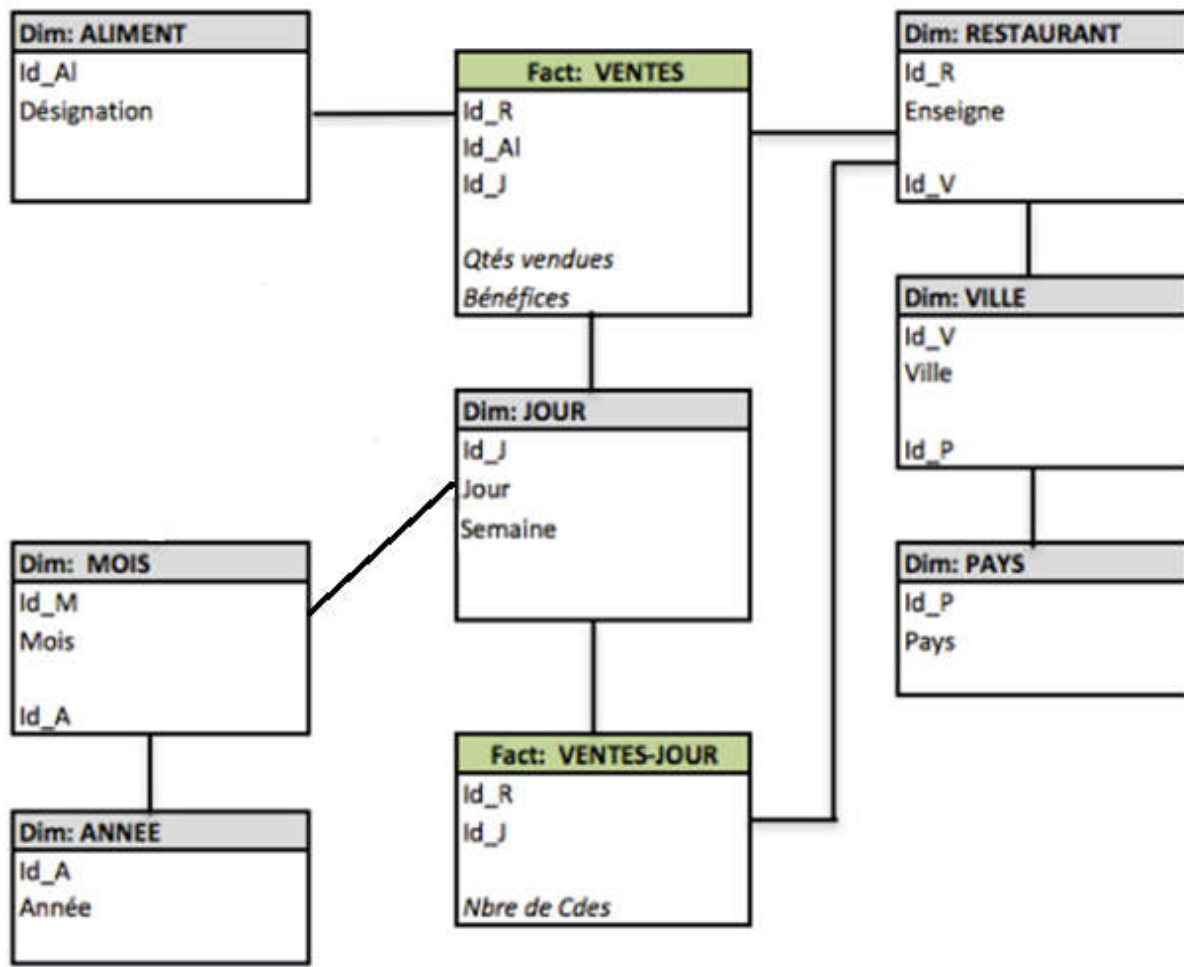 Dim: ALIMENT
Id_Al
Désignation
Fact: VENTES
Id_R
Id_Al
Id_J
Qtés vendues
Bénéfices
Dim: RESTAURANT
Id_R
Enseigne
Id_V
Dim: VILLE
Id_V
Ville
Id_P
Dim: JOUR
Id_J
Jour
Semaine
Dim: MOIS
Id_M
Mois
Id_A
Dim: PAYS
Id_P
Pays
Fact: VENTES-JOUR
Id_R
Id_J
Nbre de Cdes
Dim: ANNEE
Id_A
Année